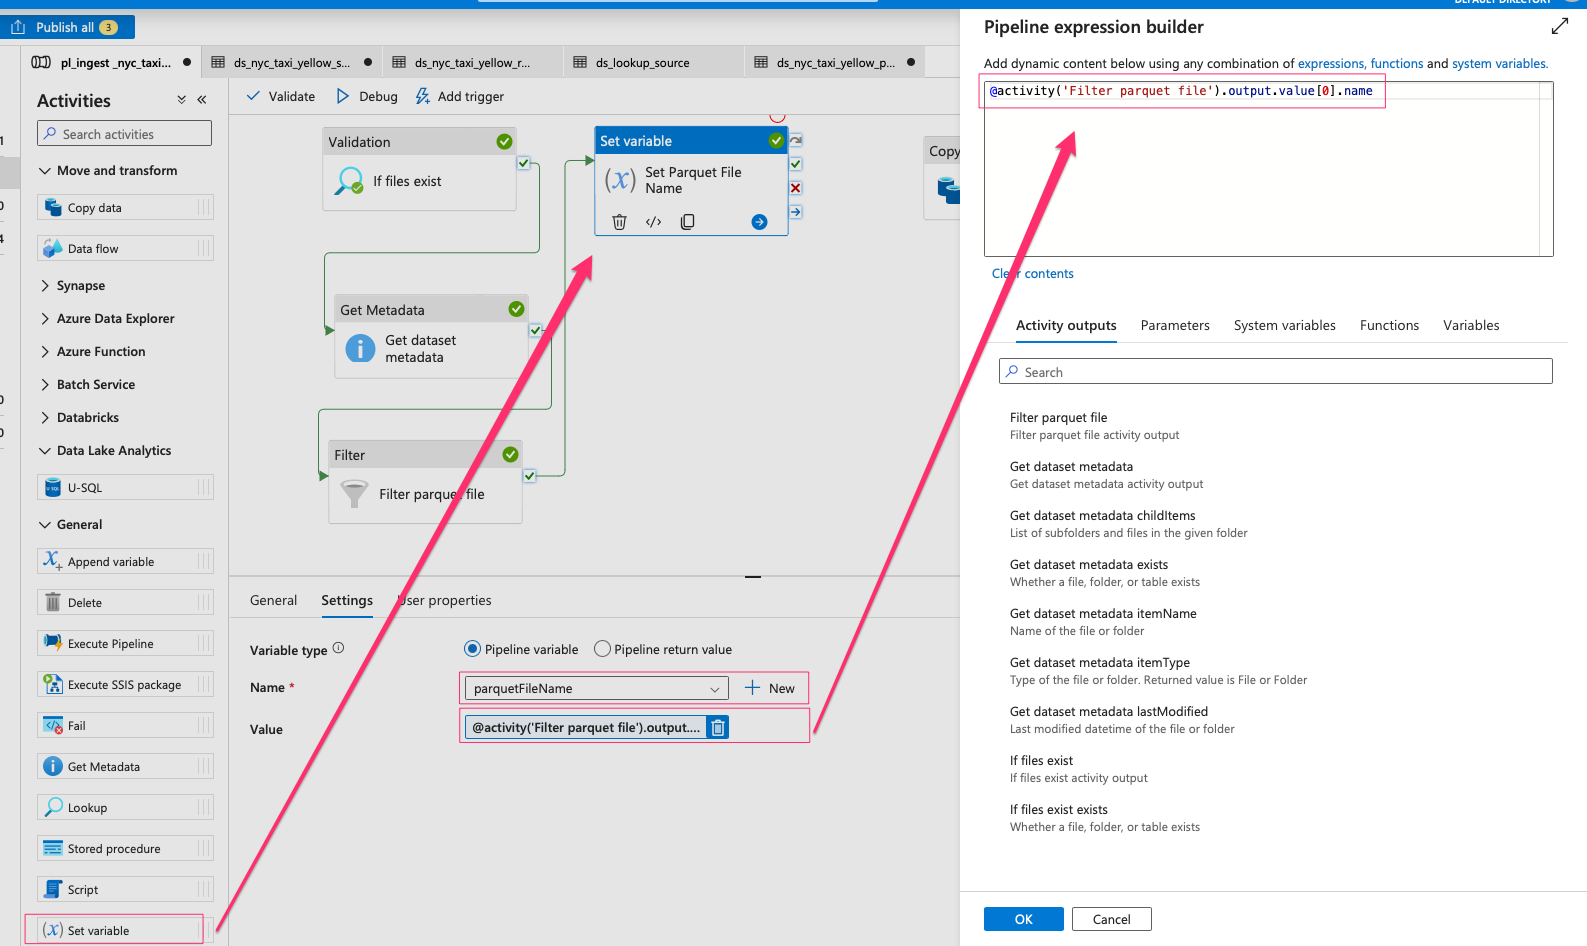 DEFAULT DIRECTORY
Publish all 3
pl_ingest _nyc_taxi...
ds_nyc_taxi_yellow_s...
ds_nyc_taxi_yellow_r...
ds_lookup_source
ds_nyc_taxi_yellow_p...
Activities
Search activities
Move and transform
Copy data
Data flow
Synapse
Azure Data Explorer
Azure Function
Batch Service
Databricks
Data Lake Analytics
U-SQL
General
Append variable
Delete
Execute Pipeline
Execute SSIS package
Fail
Get Metadata
Lookup
Stored procedure
Script
(x) Set variable
Validate
Debug
Add trigger
Validation
If files exist
Set variable
(x)
Set Parquet File
Name
Copy
Get Metadata
Get dataset
metadata
Filter
Filter parquet file
General
Settings
User properties
Variable type
Pipeline variable
Pipeline return value
Name *
parquetFileName
New
Value
@activity('Filter parquet file').output....
Pipeline expression builder
Add dynamic content below using any combination of expressions, functions and system variables.
@activity('Filter parquet file').output.value[0].name
Clear contents
Activity outputs
Parameters
System variables
Functions
Variables
Search
Filter parquet file
Filter parquet file activity output
Get dataset metadata
Get dataset metadata activity output
Get dataset metadata childItems
List of subfolders and files in the given folder
Get dataset metadata exists
Whether a file, folder, or table exists
Get dataset metadata itemName
Name of the file or folder
Get dataset metadata itemType
Type of the file or folder. Returned value is File or Folder
Get dataset metadata lastModified
Last modified datetime of the file or folder
If files exist
If files exist activity output
If files exist exists
Whether a file, folder, or table exists
OK
Cancel